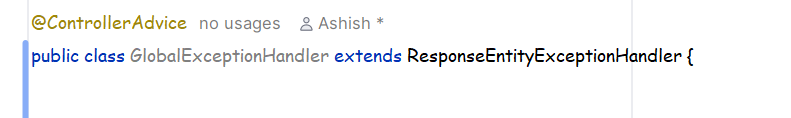 @ControllerAdvice no usages Ashish *
public class GlobalExceptionHandler extends ResponseEntityExceptionHandler {